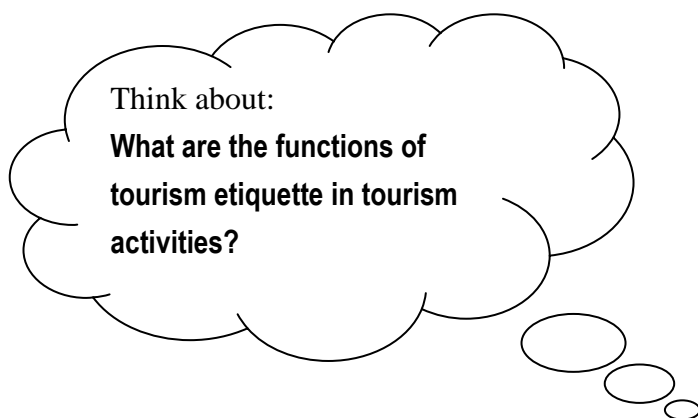 Think about:
What are the functions of
tourism etiquette in tourism
activities?